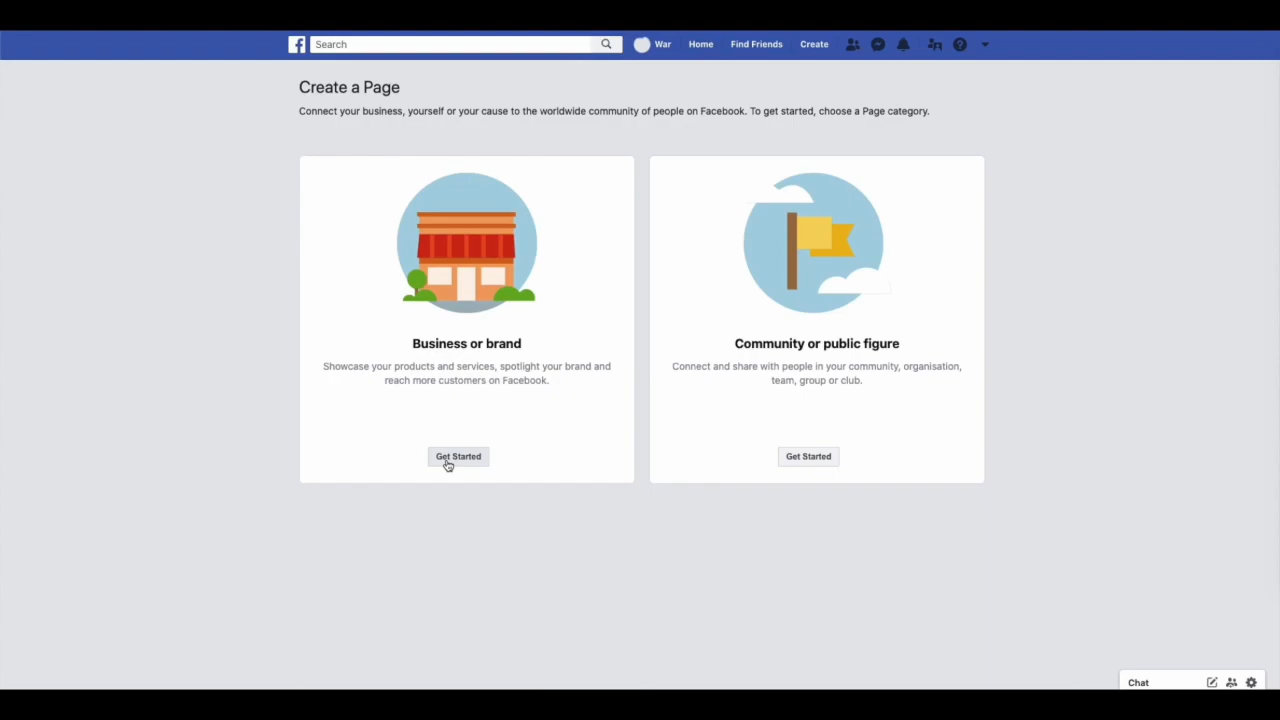 Search
War
Home
Find Friends
Create
Create a Page
Connect your business, yourself or your cause to the worldwide community of people on Facebook. To get started, choose a Page category.
Business or brand
Showcase your products and services, spotlight your brand and
reach more customers on Facebook.
Get Started
Community or public figure
Connect and share with people in your community, organisation,
team, group or club.
Get Started
Chat